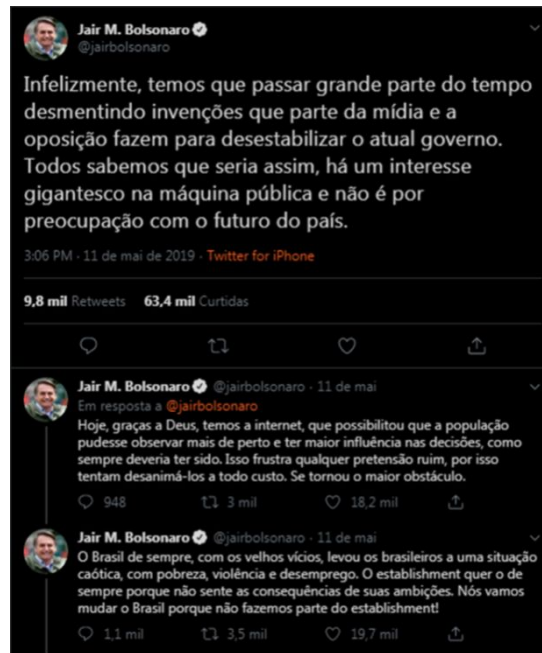 Jair M. Bolsonaro
@jairbolsonaro
Infelizmente, temos que passar grande parte do tempo
desmentindo invenções que parte da mídia e a
oposição fazem para desestabilizar o atual governo.
Todos sabemos que seria assim, há um interesse
gigantesco na máquina pública e não é por
preocupação com o futuro do país.
3:06 PM · 11 de mai de 2019 · Twitter for iPhone
9,8 mil Retweets 63,4 mil Curtidas
Jair M. Bolsonaro @jairbolsonaro · 11 de mai
Em resposta a @jairbolsonaro
Hoje, graças a Deus, temos a internet, que possibilitou que a população
pudesse observar mais de perto e ter maior influência nas decisões, como
sempre deveria ter sido. Isso frustra qualquer pretensão ruim, por isso
tentam desanimá-los a todo custo. Se tornou o maior obstáculo.
948 3 mil 18,2 mil
Jair M. Bolsonaro @jairbolsonaro · 11 de mai
O Brasil de sempre, com os velhos vícios, levou os brasileiros a uma situação
caótica, com pobreza, violência e desemprego. O establishment quer o de
sempre porque não sente as consequências de suas ambições. Nós vamos
mudar o Brasil porque não fazemos parte do establishment!
1,1 mil 3,5 mil 19,7 mil